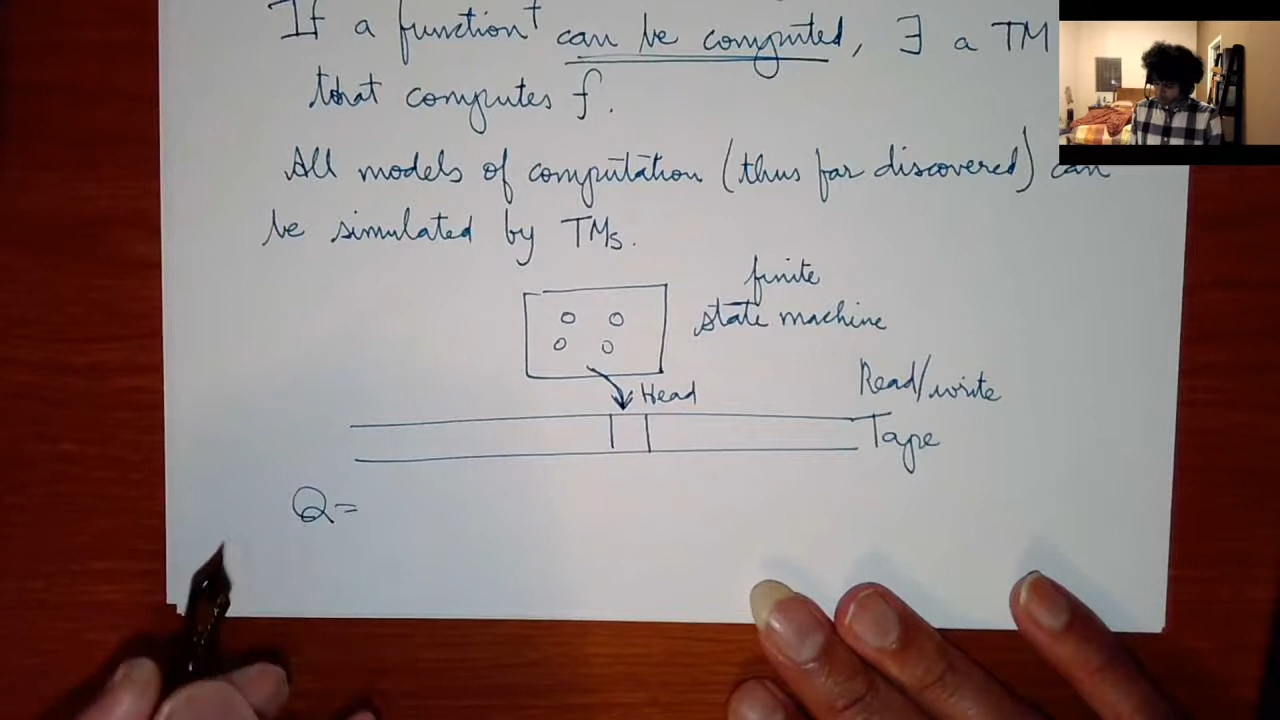 If a function f can be computed, ∃ a TM
that computes f.
All models of computation (thus far discovered) can
be simulated by TMs.
finite
state machine
Head
Read/write
Tape
Q=